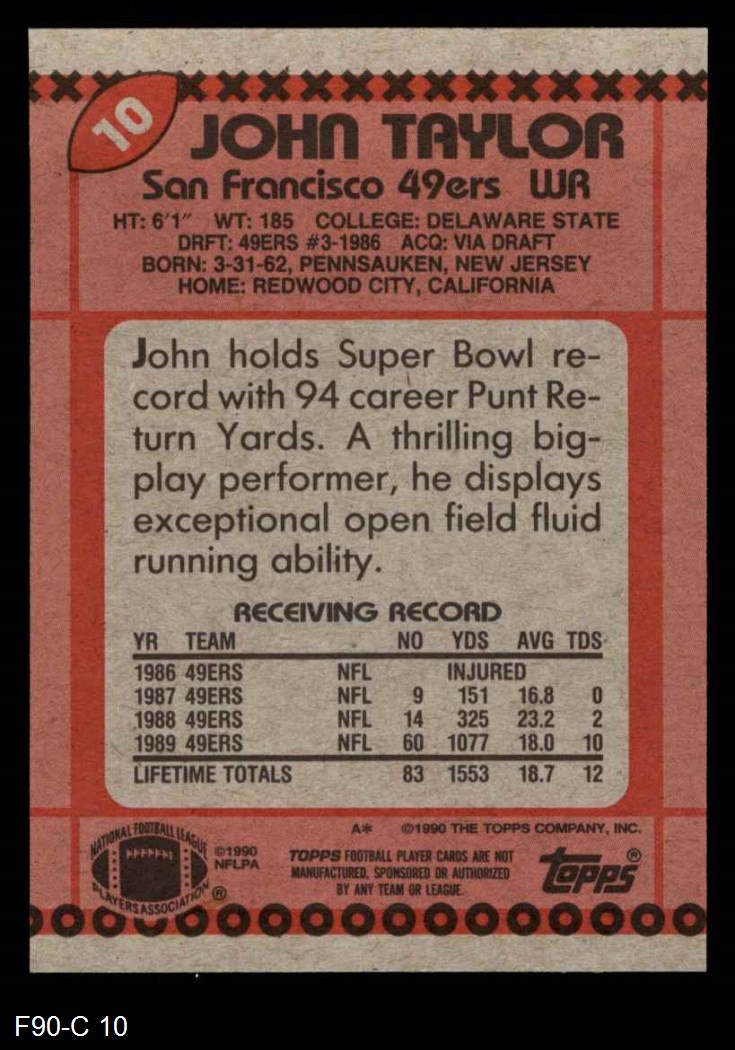 10
JOHN TAYLOR
San Francisco 49ers WR
HT: 6'1" WT: 185 COLLEGE: DELAWARE STATE
DRFT: 49ERS #3-1986 ACQ: VIA DRAFT
BORN: 3-31-62, PENNSAUKEN, NEW JERSEY
HOME: REDWOOD CITY, CALIFORNIA
John holds Super Bowl re-
cord with 94 career Punt Re-
turn Yards. A thrilling big-
play performer, he displays
exceptional open field fluid
running ability.
RECEIVING RECORD
YR TEAM NO YDS AVG TDS
1986 49ERS NFL INJURED
1987 49ERS NFL 9 151 16.8 0
1988 49ERS NFL 14 325 23.2 2
1989 49ERS NFL 60 1077 18.0 10
LIFETIME TOTALS 83 1553 18.7 12
A* ©1990 THE TOPPS COMPANY, INC.
NATIONAL FOOTBALL LEAGUE
PLAYERS ASSOCIATION ®
©1990
NFLPA
TOPPS FOOTBALL PLAYER CARDS ARE NOT
MANUFACTURED, SPONSORED OR AUTHORIZED
BY ANY TEAM OR LEAGUE.
topps®
F90-C 10